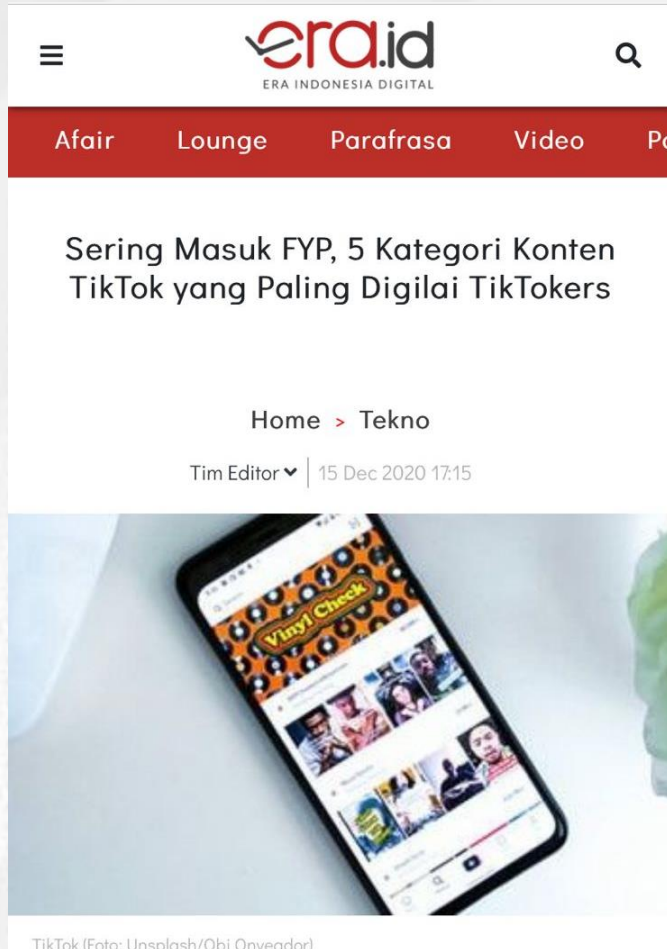 era.id
ERA INDONESIA DIGITAL
Afair Lounge Parafrasa Video
Sering Masuk FYP, 5 Kategori Konten
TikTok yang Paling Digilai TikTokers
Home > Tekno
Tim Editor 15 Dec 2020 17:15
Search
Vinyl Check
TikTok (Foto: Unsplash/Obi Onyeador)